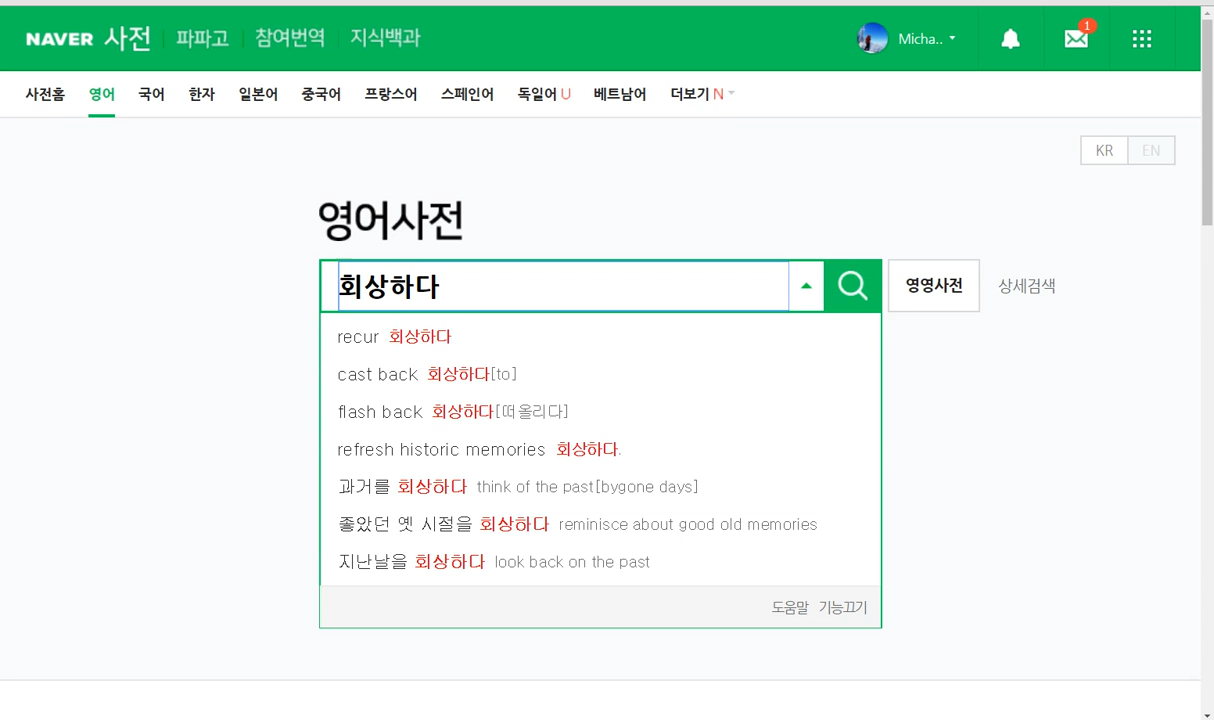 NAVER 사전 파파고 참여번역 지식백과 Micha.. 1
사전홈 영어 국어 한자 일본어 중국어 프랑스어 스페인어 독일어 U 베트남어 더보기 N
KR EN
영어사전
회상하다 영영사전 상세검색
recur 회상하다
cast back 회상하다[to]
flash back 회상하다[떠올리다]
refresh historic memories 회상하다.
과거를 회상하다 think of the past[bygone days]
좋았던 옛 시절을 회상하다 reminisce about good old memories
지난날을 회상하다 look back on the past
도움말 기능끄기